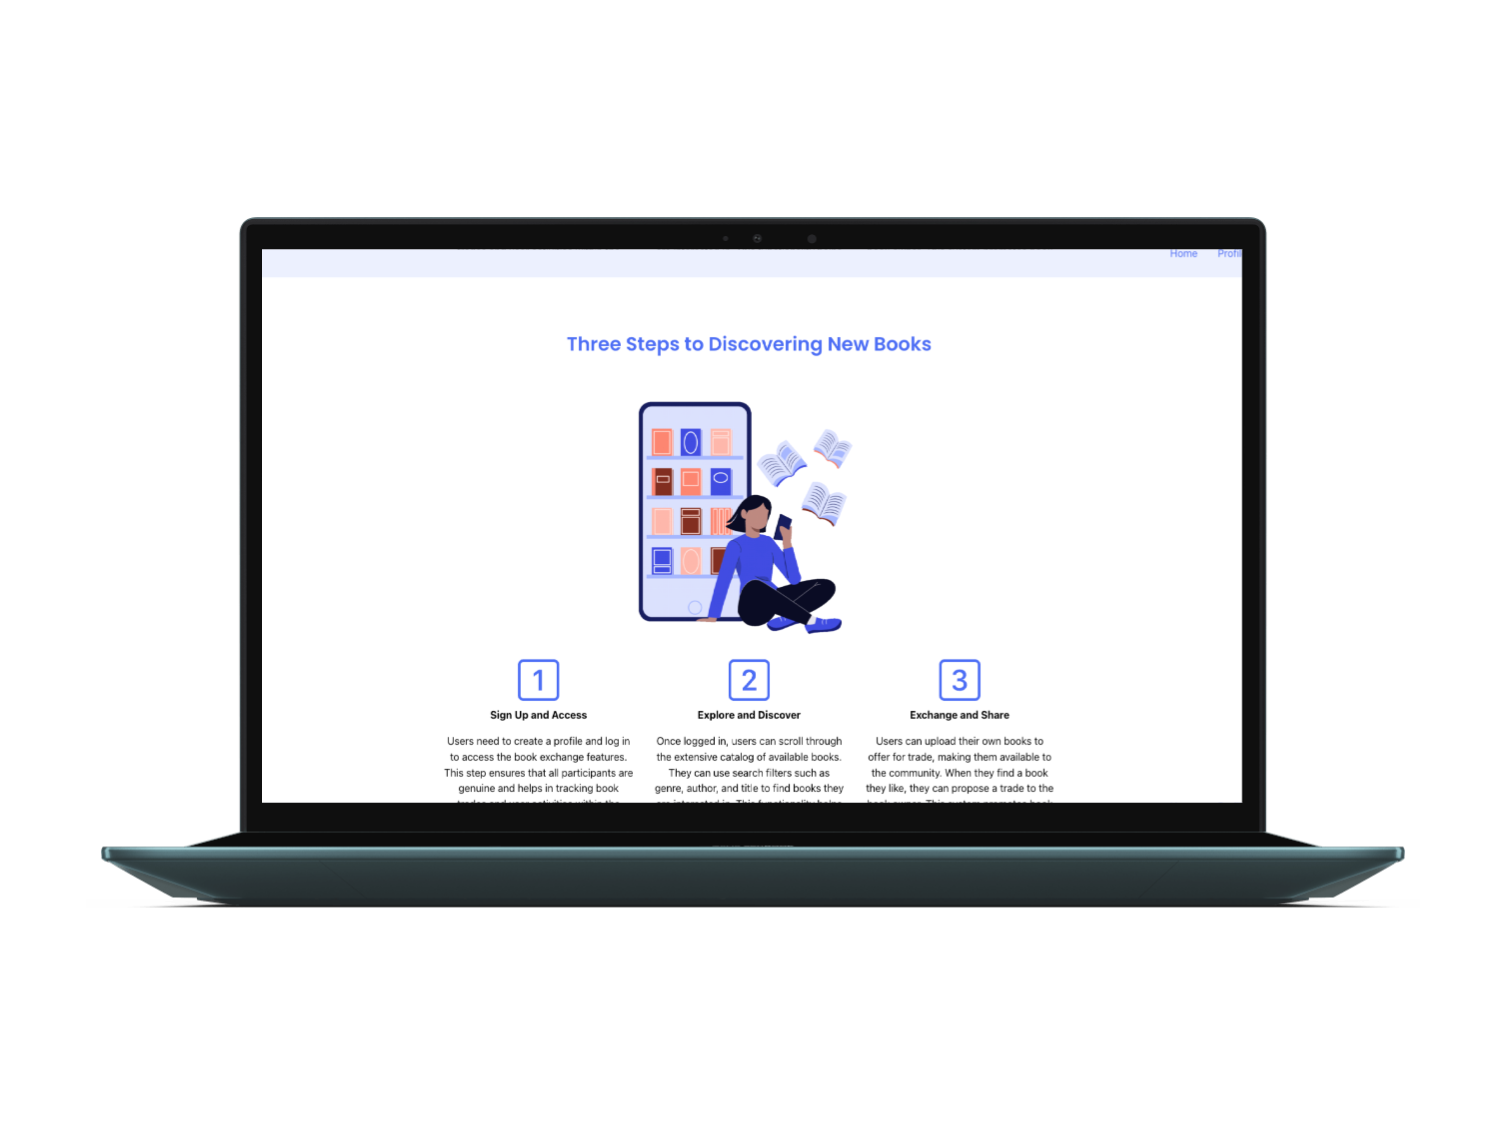 Home Profil
Three Steps to Discovering New Books
1
2
3
Sign Up and Access
Users need to create a profile and log in
to access the book exchange features.
This step ensures that all participants are
genuine and helps in tracking book
Explore and Discover
Once logged in, users can scroll through
the extensive catalog of available books.
They can use search filters such as
genre, author, and title to find books they
Exchange and Share
Users can upload their own books to
offer for trade, making them available to
the community. When they find a book
they like, they can propose a trade to the